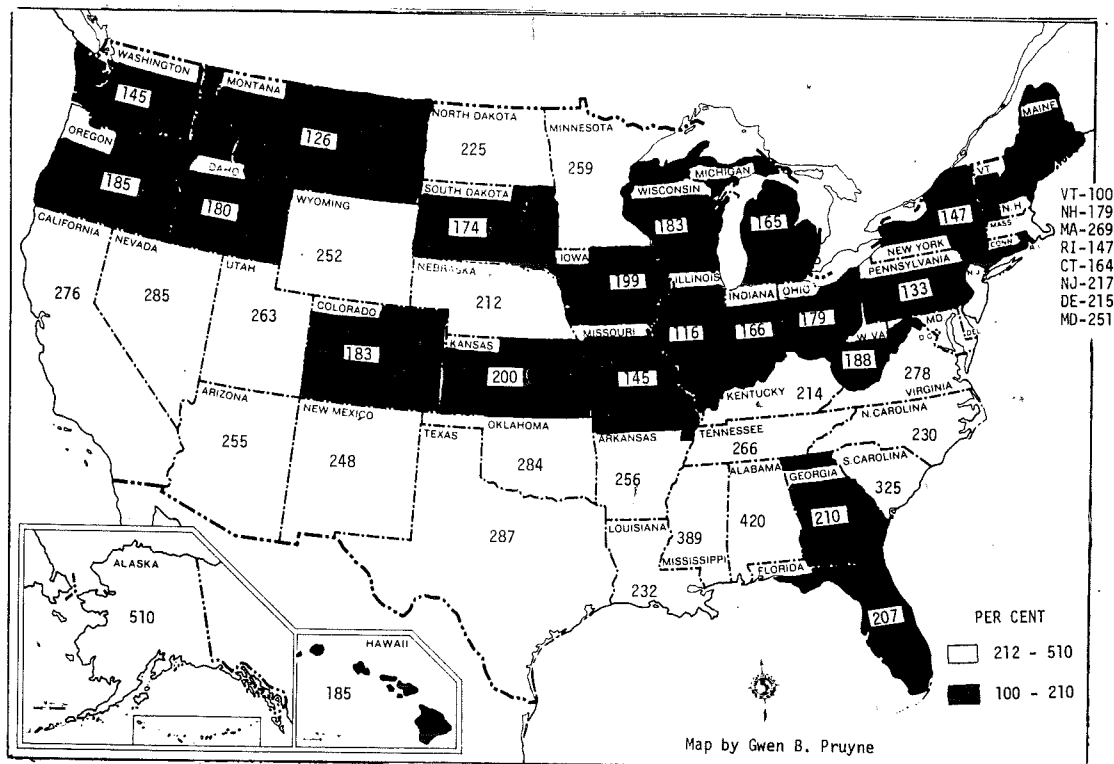 WASHINGTON
145
MONTANA
126
NORTH DAKOTA
225
MINNESOTA
259
OREGON
185
IDAHO
180
WYOMING
252
SOUTH DAKOTA
174
WISCONSIN
183
MICHIGAN
165
MAINE
VT.
N.H.
MASS
CONN
NEW YORK
147
VT-100
NH-179
MA-269
RI-147
CT-164
NJ-217
DE-215
MD-251
CALIFORNIA
276
NEVADA
285
UTAH
263
COLORADO
183
NEBRASKA
212
IOWA
199
ILLINOIS
116
INDIANA
166
OHIO
179
PENNSYLVANIA
133
N.J.
MD
DEL
D.C.
W.VA
188
KANSAS
200
MISSOURI
145
KENTUCKY 214
278
VIRGINIA
ARIZONA
255
NEW MEXICO
248
TEXAS
287
OKLAHOMA
284
ARKANSAS
256
TENNESSEE
266
N.CAROLINA
230
S.CAROLINA
325
LOUISIANA
232
389
MISSISSIPPI
ALABAMA
420
GEORGIA
210
FLORIDA
207
ALASKA
510
HAWAII
185
PER CENT
212 - 510
100 - 210
Map by Gwen B. Pruyne